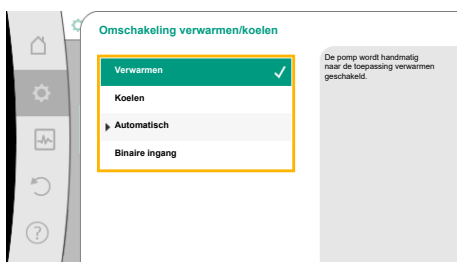 Omschakeling verwarmen/koelen
Verwarmen
Koelen
Automatisch
Binaire ingang
De pomp wordt handmatig
naar de toepassing verwarmen
geschakeld.
?